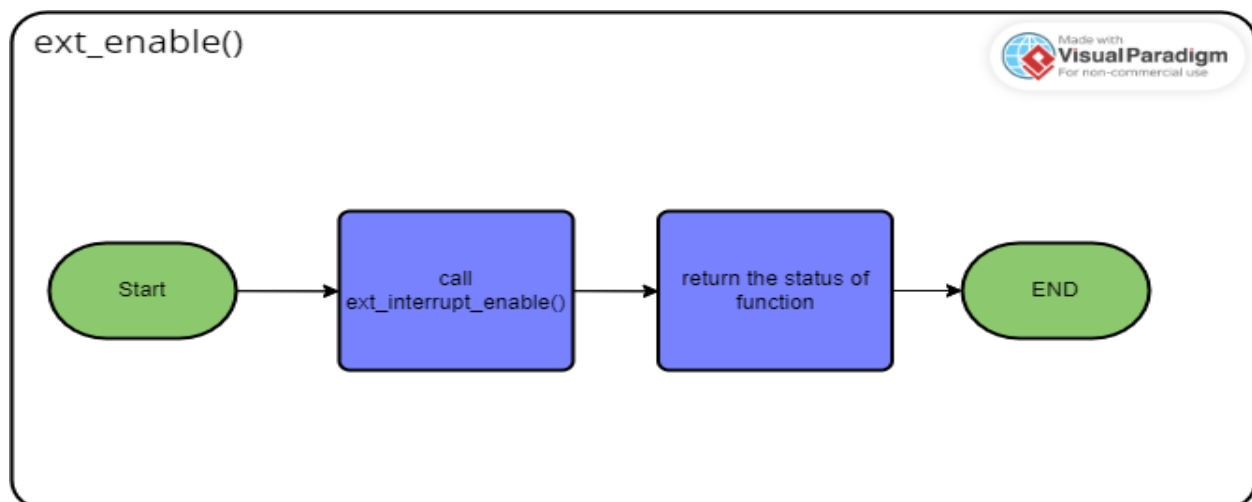 ext_enable()
Made with
Visual Paradigm
For non-commercial use
Start
call
ext_interrupt_enable()
return the status of
function
END